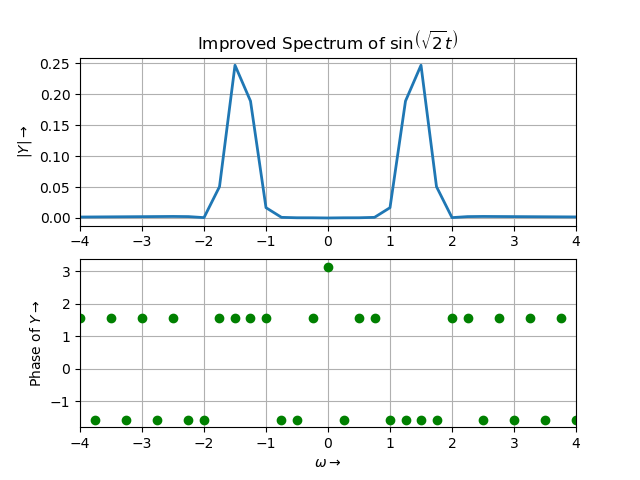 Improved Spectrum of sin(√2t)
|Y|→
0.25
0.20
0.15
0.10
0.05
0.00
−4 −3 −2 −1 0 1 2 3 4
Phase of Y→
3
2
1
0
−1
−4 −3 −2 −1 0 1 2 3 4
ω→